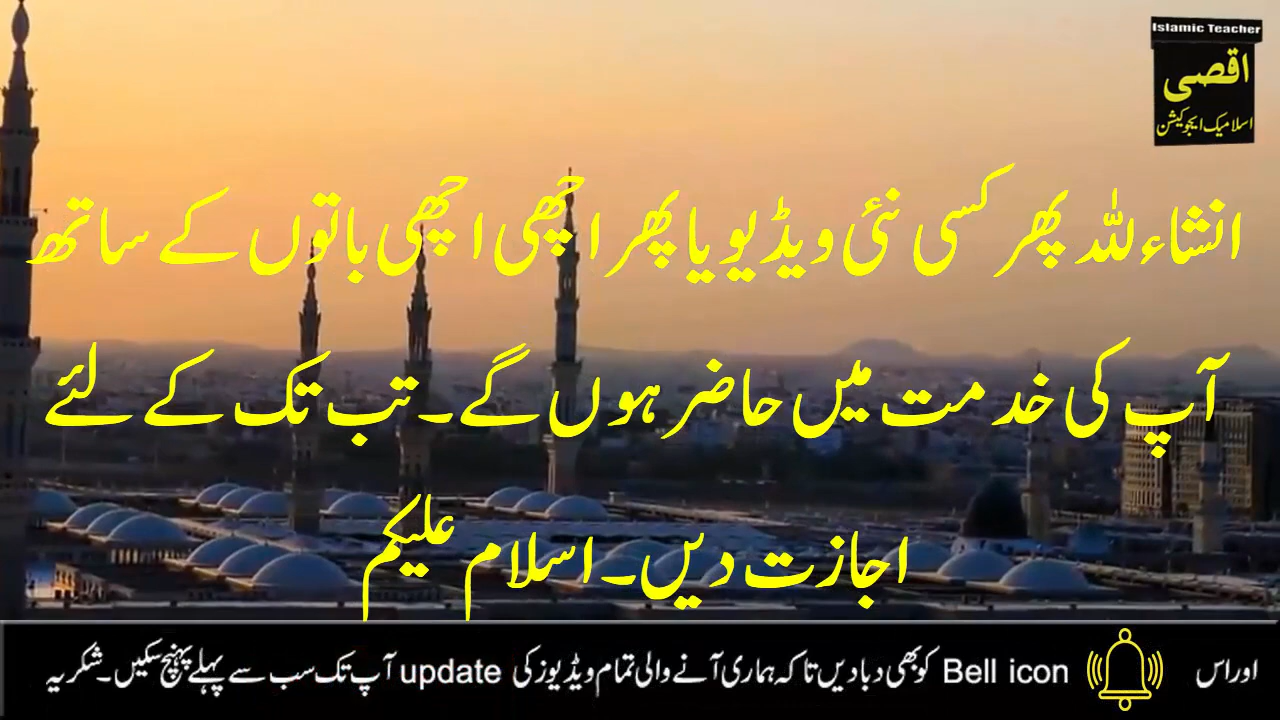 Islamic Teacher
اقصی
اسلامیک ایجوکیشن
انشاءللہ پھر کسی نئی ویڈیو یا پھر اچھی اچھی باتوں کے ساتھ
آپ کی خدمت میں حاضر ہوں گے۔ تب تک کے لئے
اجازت دیں۔ اسلام علیکم
اور اس Bell icon کو بھی دبا دیں تاکہ ہماری آنے والی تمام ویڈیوز کی update آپ تک سب سے پہلے پہنچ سکیں۔ شکریہ